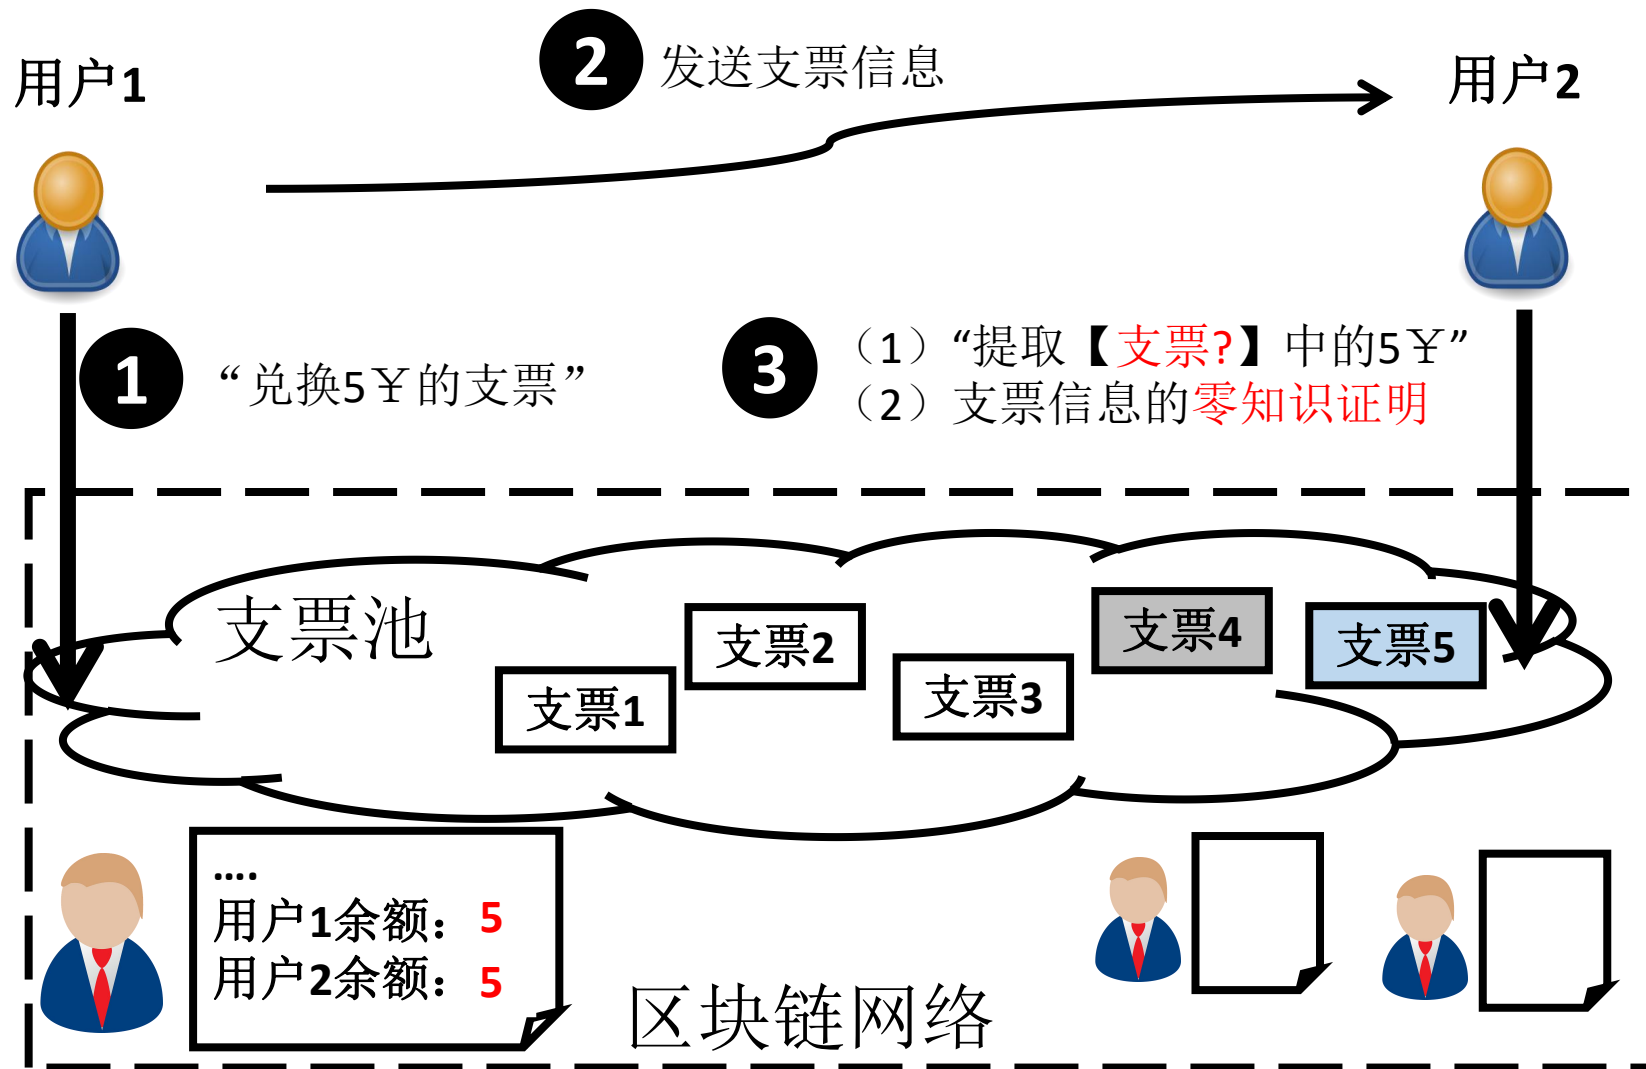 用户1
❷ 发送支票信息
用户2
❶ “兑换5¥的支票”
❸ （1）“提取【支票?】中的5¥”
（2）支票信息的零知识证明
支票池
支票1
支票2
支票3
支票4
支票5
....
用户1余额：5
用户2余额：5
区块链网络